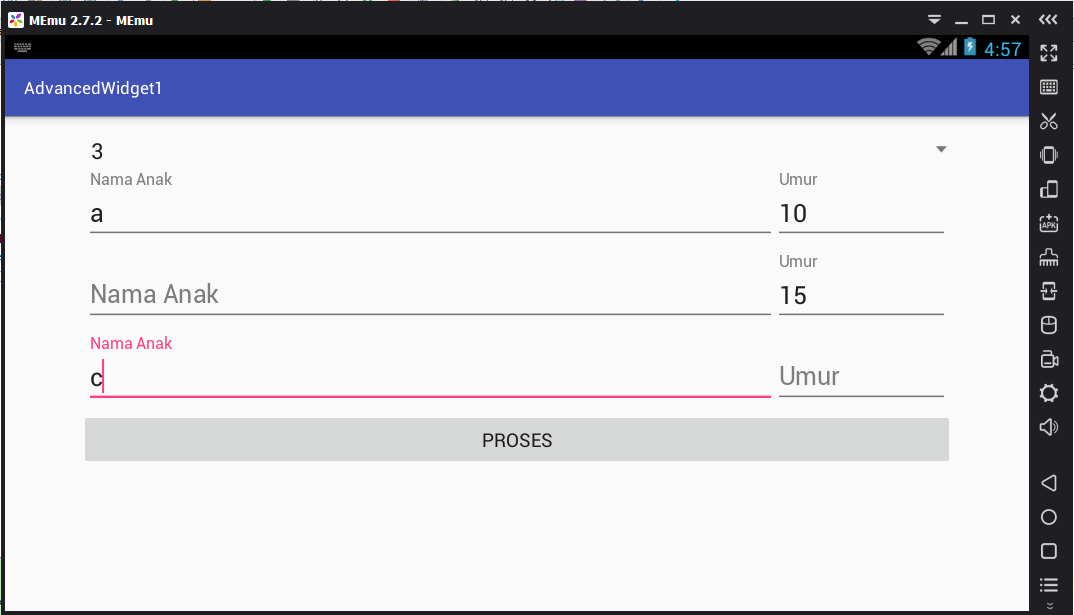 MEmu 2.7.2 - MEmu
4:57
AdvancedWidget1
3
Nama Anak Umur
a 10
Umur
Nama Anak 15
Nama Anak
c Umur
PROSES
APK